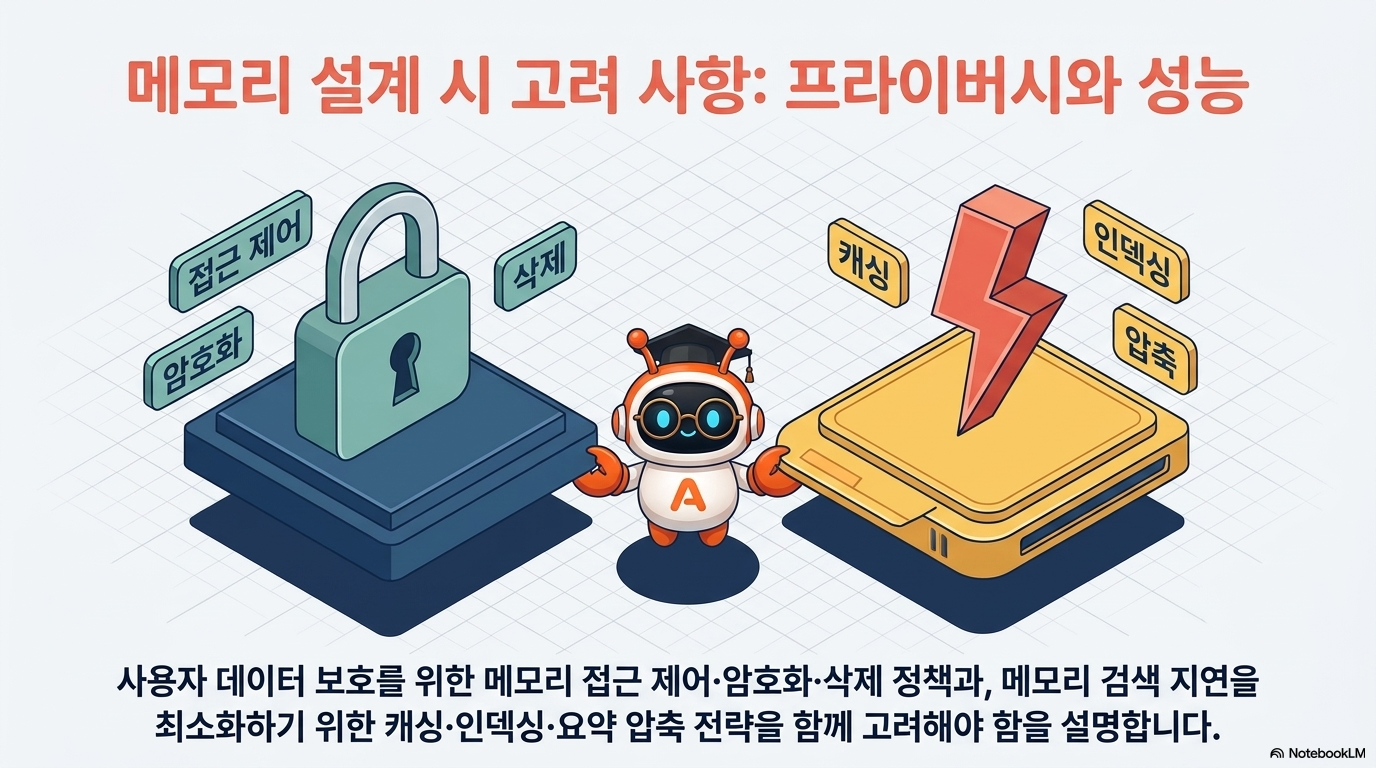 메모리 설계 시 고려 사항: 프라이버시와 성능
접근 제어
암호화
삭제
캐싱
인덱싱
압축
A
사용자 데이터 보호를 위한 메모리 접근 제어·암호화·삭제 정책과, 메모리 검색 지연을
최소화하기 위한 캐싱·인덱싱·요약 압축 전략을 함께 고려해야 함을 설명합니다.
NotebookLM